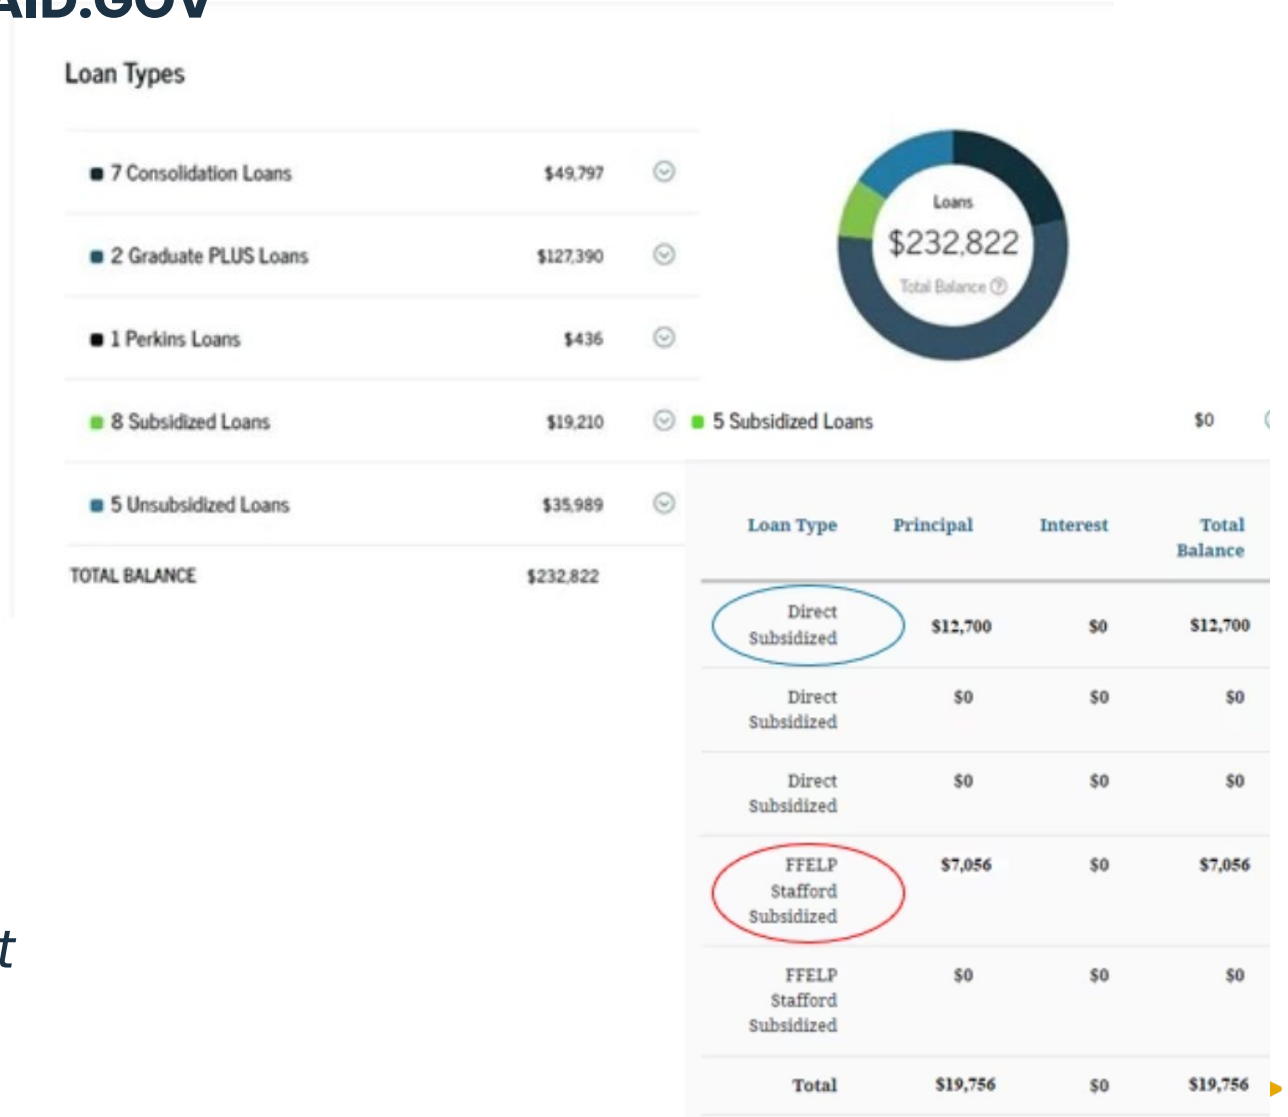 AID.GOV
Loan Types
7 Consolidation Loans $49,797
2 Graduate PLUS Loans $127,390
1 Perkins Loans $436
8 Subsidized Loans $19,210
5 Unsubsidized Loans $35,989
TOTAL BALANCE $232,822
Loans
$232,822
Total Balance ?
5 Subsidized Loans $0
Loan Type Principal Interest Total
Balance
Direct
Subsidized $12,700 $0 $12,700
Direct
Subsidized $0 $0 $0
Direct
Subsidized $0 $0 $0
FFELP
Stafford
Subsidized $7,056 $0 $7,056
FFELP
Stafford
Subsidized $0 $0 $0
Total $19,756 $0 $19,756
t